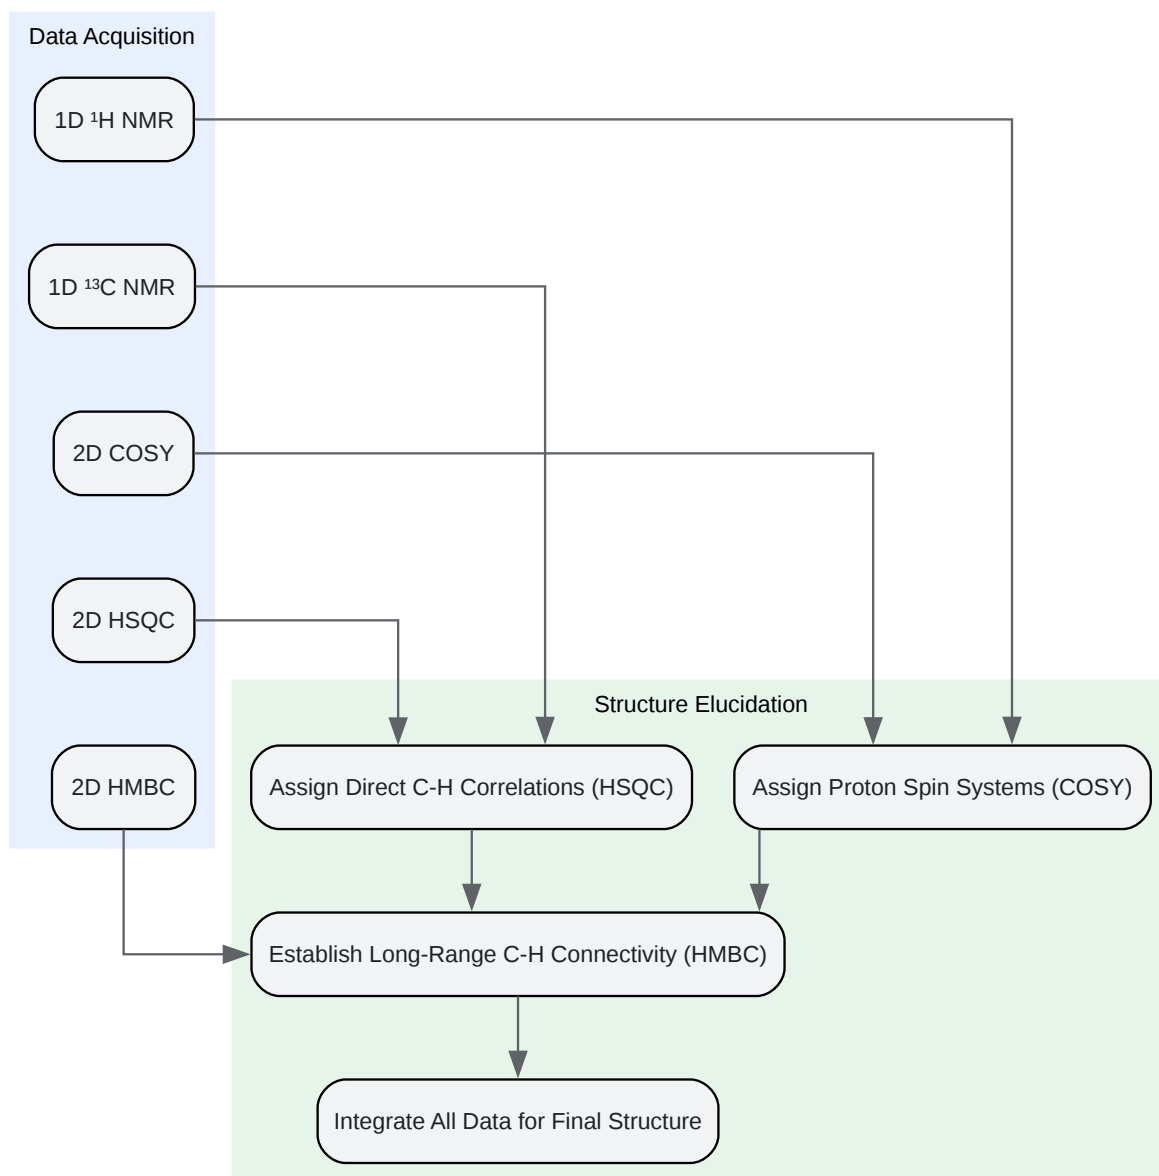 Data Acquisition
1D ¹H NMR
1D ¹³C NMR
2D COSY
2D HSQC
2D HMBC
Structure Elucidation
Assign Direct C-H Correlations (HSQC)
Assign Proton Spin Systems (COSY)
Establish Long-Range C-H Connectivity (HMBC)
Integrate All Data for Final Structure